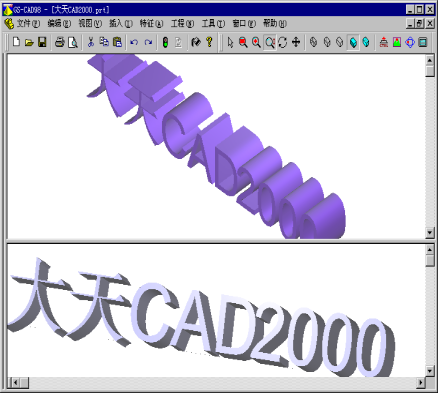 GS-CAD98 - [大天CAD2000.prt]
文件(F) 编辑(E) 视图(V) 插入(I) 特征(A) 工程(R) 工具(T) 窗口(W) 帮助(H)
大天CAD2000
大天CAD2000